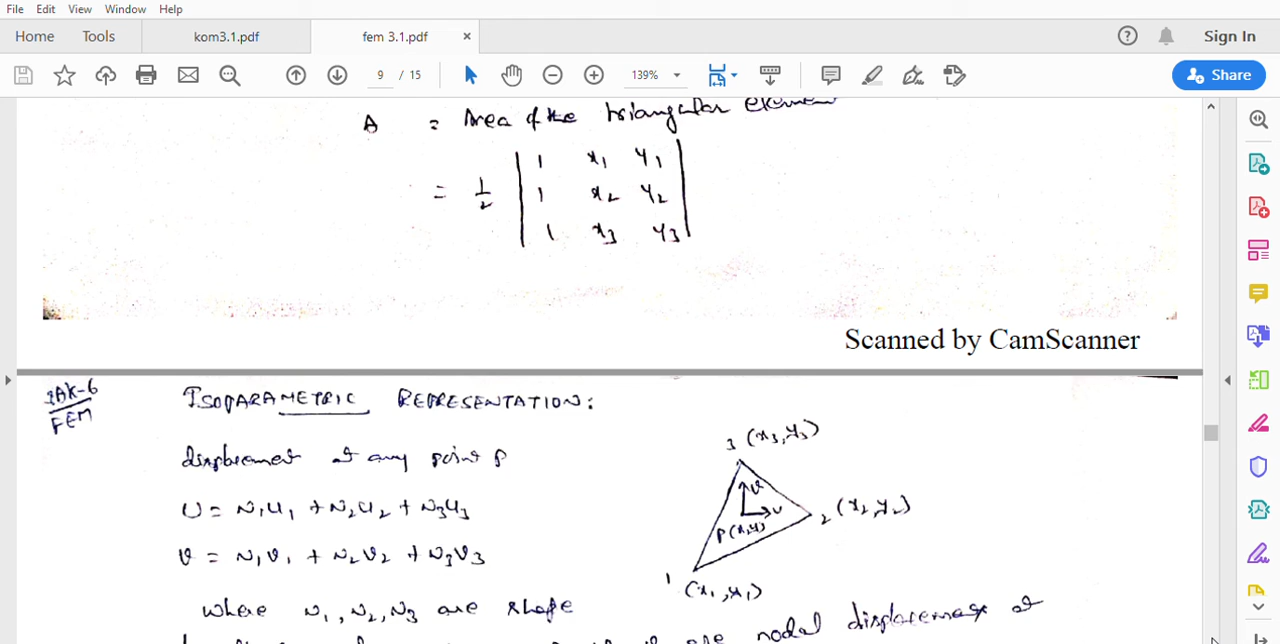 File Edit View Window Help
Home Tools kom3.1.pdf fem 3.1.pdf × Sign In
9 / 15 139% Share
A = Area of the triangular element
= 1/2 | 1 x1 y1 |
| 1 x2 y2 |
| 1 x3 y3 |
Scanned by CamScanner
FEM
ISOPARAMETRIC REPRESENTATION:
displacement at any point P
U = N1U1 + N2U2 + N3U3
V = N1V1 + N2V2 + N3V3
where N1, N2, N3 are shape
3 (x3, y3)
v
u
P(x,y)
2 (x2, y2)
1
(x1, y1)
are nodal displacemage at